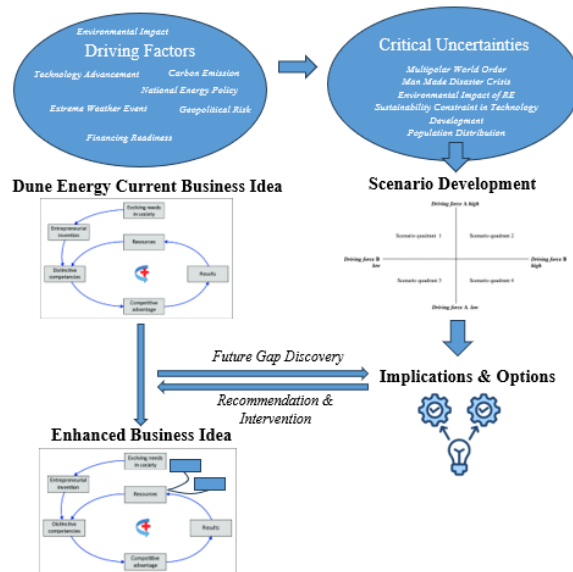 Environmental Impact
Driving Factors
Technology Advancement
Carbon Emission
National Energy Policy
Extreme Weather Event
Geopolitical Risk
Financing Readiness
Critical Uncertainties
Multipolar World Order
Man Made Disaster Crisis
Environmental Impact of RE
Sustainability Constraint in Technology
Development
Population Distribution
Dune Energy Current Business Idea
Evolving needs
in society
Entrepreneurial
invention
Resources
Distinctive
competencies
Results
Competitive
advantage
Scenario Development
Driving force A high
Scenario quadrant 1
Scenario quadrant 2
Driving force B
low
Driving force B
high
Scenario quadrant 3
Scenario quadrant 4
Driving force A low
Future Gap Discovery
Recommendation &
Intervention
Implications & Options
Enhanced Business Idea
Evolving needs
in society
Entrepreneurial
invention
Resources
Distinctive
competencies
Results
Competitive
advantage